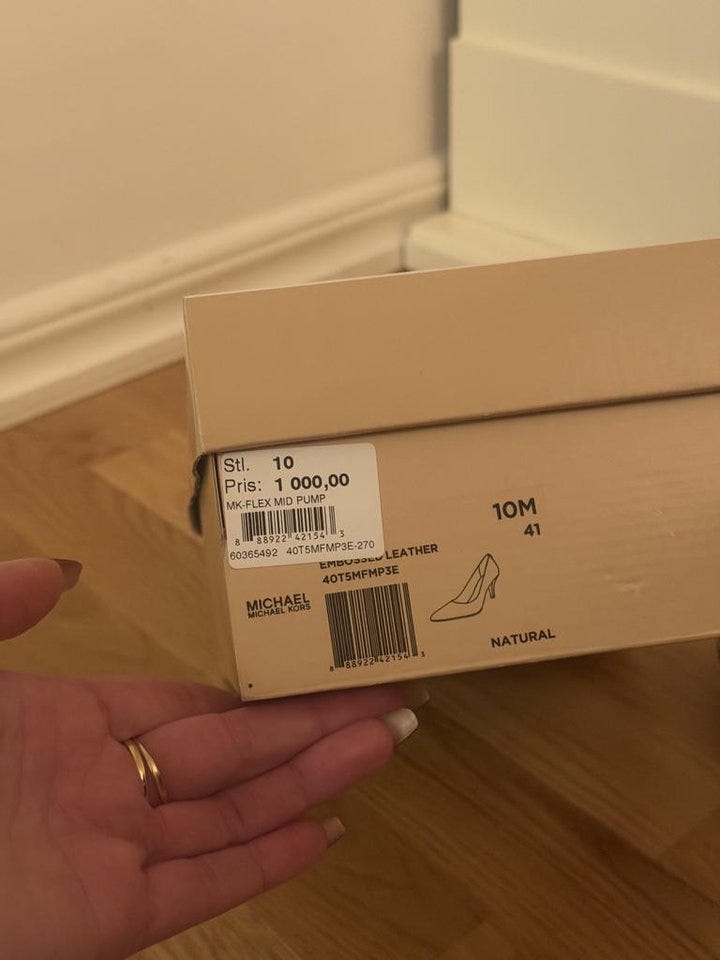 Stl. 10
Pris: 1 000,00
MK-FLEX MID PUMP
8 88922 42154 3
60365492 40T5MFMP3E-270
EMBOSSED LEATHER
40T5MFMP3E
MICHAEL
MICHAEL KORS
8 88922 42154 3
10M
41
NATURAL